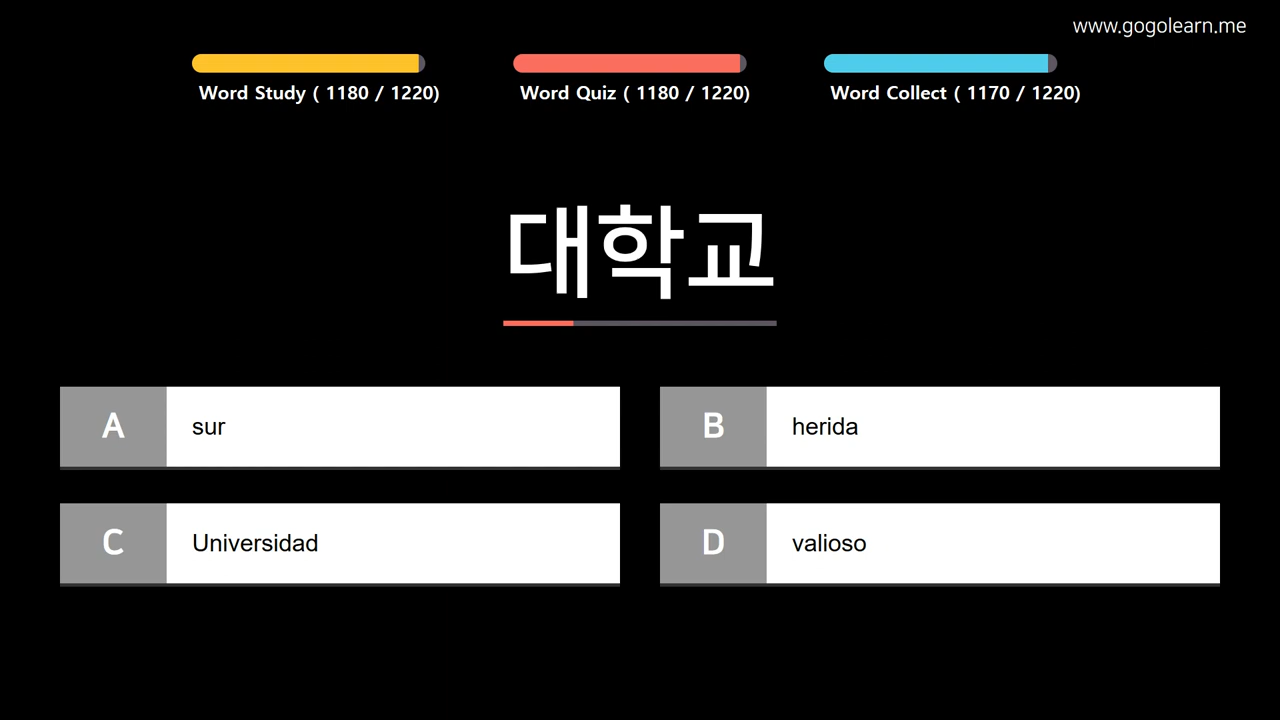 www.gogolearn.me
Word Study ( 1180 / 1220)
Word Quiz ( 1180 / 1220)
Word Collect ( 1170 / 1220)
대학교
A sur
B herida
C Universidad
D valioso